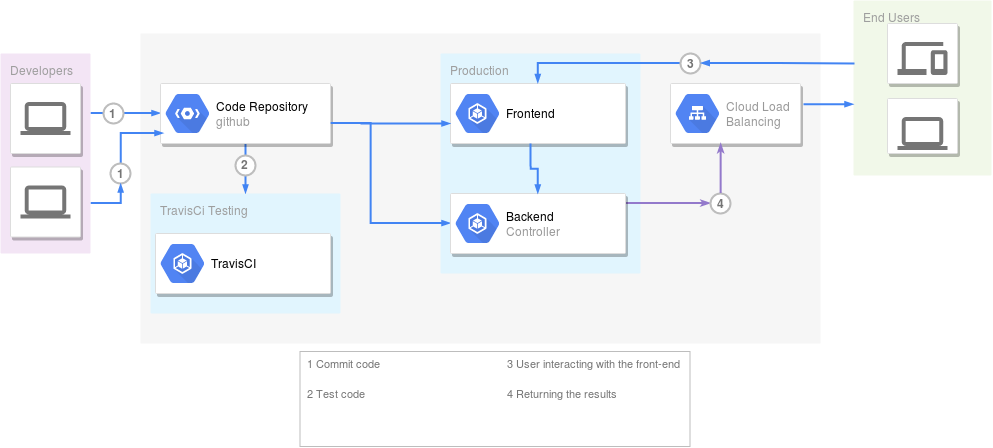 End Users
Developers
Production
3
Code Repository
github
1
Frontend
Cloud Load
Balancing
2
1
TravisCi Testing
4
Backend
Controller
TravisCI
1 Commit code
3 User interacting with the front-end
2 Test code
4 Returning the results